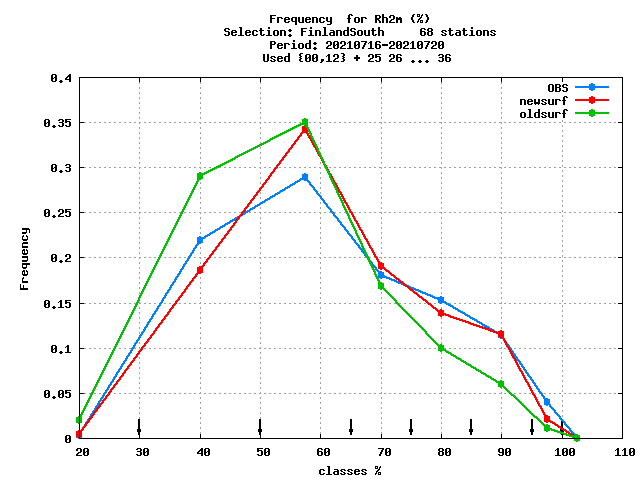 Frequency  for Rh2m (%)
Selection: FinlandSouth     68 stations
Period: 20210716-20210720
Used {00,12} + 25 26 ... 36
0.4
0.35
0.3
0.25
0.2
0.15
0.1
0.05
0
Frequency
OBS
newsurf
oldsurf
20 30 40 50 60 70 80 90 100 110
classes %